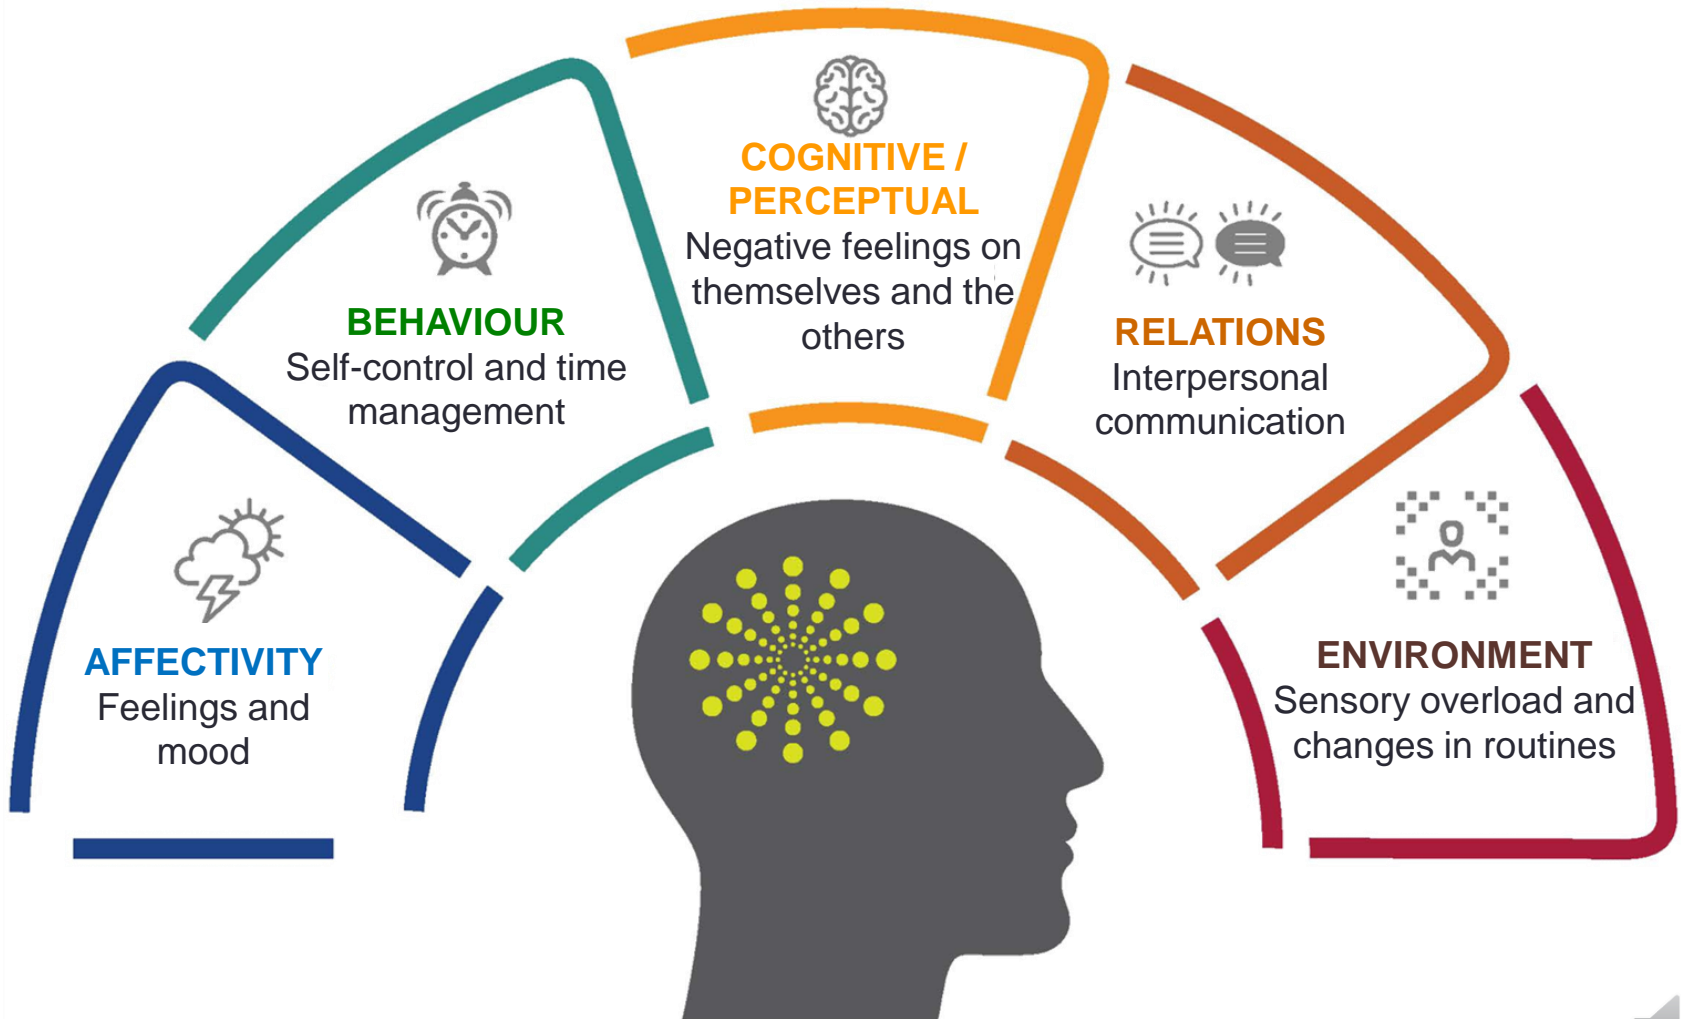 AFFECTIVITY
Feelings and
mood
BEHAVIOUR
Self-control and time
management
COGNITIVE /
PERCEPTUAL
Negative feelings on
themselves and the
others
RELATIONS
Interpersonal
communication
ENVIRONMENT
Sensory overload and
changes in routines